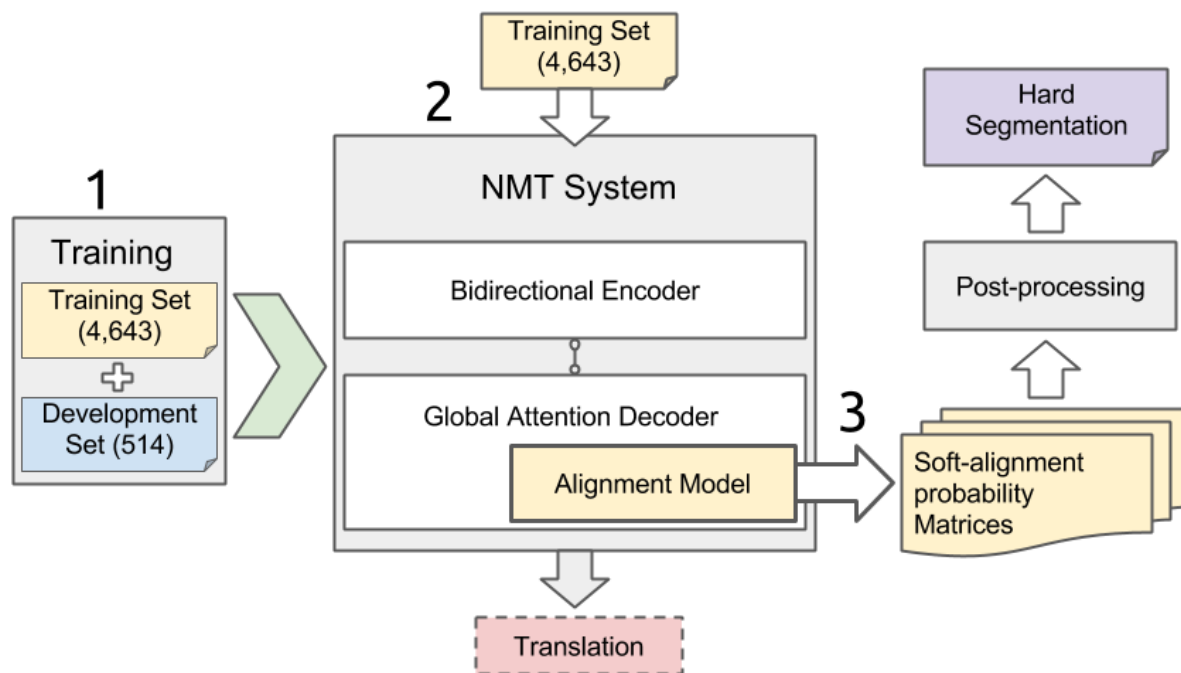 1
Training
Training Set
(4,643)
Development
Set (514)
2
Training Set
(4,643)
NMT System
Bidirectional Encoder
Global Attention Decoder
Alignment Model
Translation
3
Soft-alignment
probability
Matrices
Post-processing
Hard
Segmentation